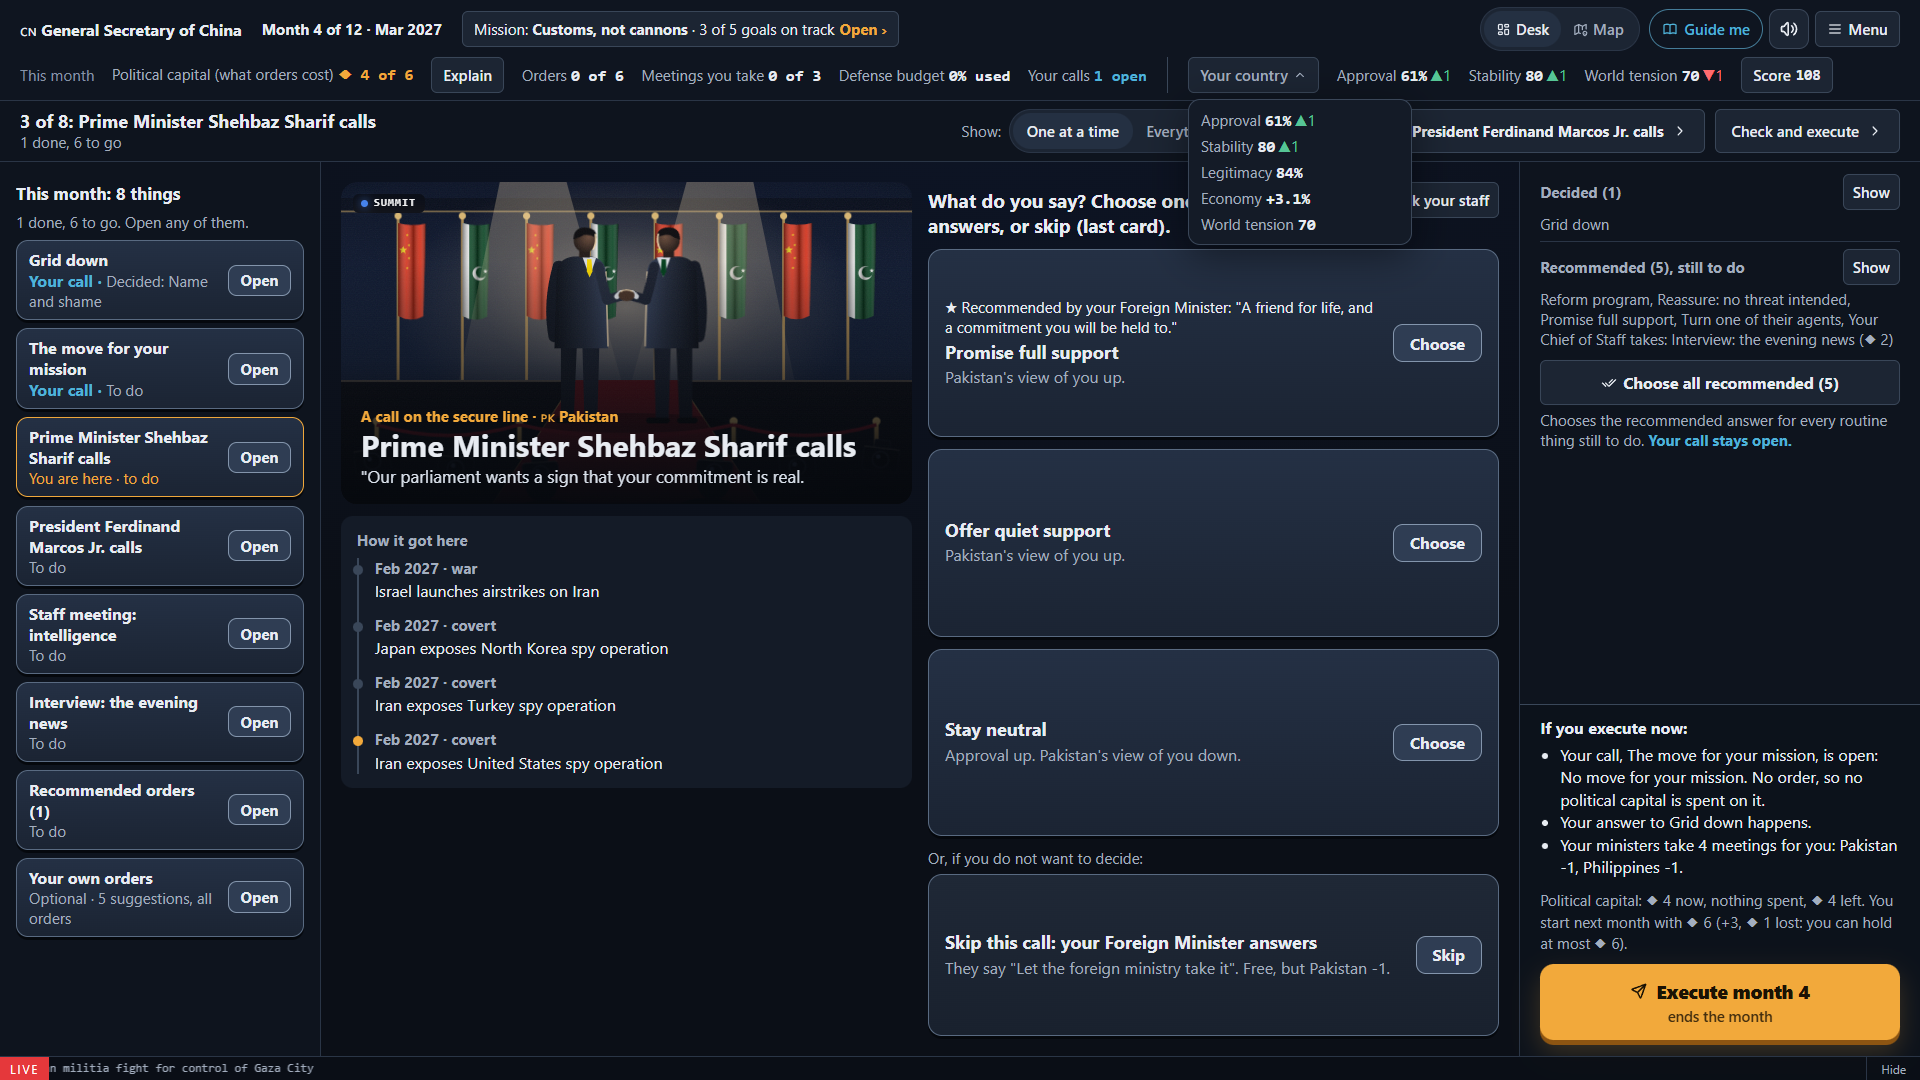 CN General Secretary of China
Month 4 of 12 · Mar 2027
Mission: Customs, not cannons · 3 of 5 goals on track Open ›
Desk
Map
Guide me
Menu
This month
Political capital (what orders cost) ◆ 4 of 6
Explain
Orders 0 of 6
Meetings you take 0 of 3
Defense budget 0% used
Your calls 1 open
Your country
Approval 61% ▲1
Stability 80 ▲1
World tension 70 ▼1
Score 108
3 of 8: Prime Minister Shehbaz Sharif calls
1 done, 6 to go
Show:
One at a time
Everyt
President Ferdinand Marcos Jr. calls
Check and execute
Approval 61% ▲1
Stability 80 ▲1
Legitimacy 84%
Economy +3.1%
World tension 70
This month: 8 things
1 done, 6 to go. Open any of them.
Grid down
Your call · Decided: Name
and shame
Open
The move for your
mission
Your call · To do
Open
Prime Minister Shehbaz
Sharif calls
You are here · to do
Open
President Ferdinand
Marcos Jr. calls
To do
Open
Staff meeting:
intelligence
To do
Open
Interview: the evening
news
To do
Open
Recommended orders
(1)
To do
Open
Your own orders
Optional · 5 suggestions, all
orders
Open
SUMMIT
A call on the secure line · PK Pakistan
Prime Minister Shehbaz Sharif calls
"Our parliament wants a sign that your commitment is real.
How it got here
Feb 2027 · war
Israel launches airstrikes on Iran
Feb 2027 · covert
Japan exposes North Korea spy operation
Feb 2027 · covert
Iran exposes Turkey spy operation
Feb 2027 · covert
Iran exposes United States spy operation
What do you say? Choose one
answers, or skip (last card).
k your staff
★ Recommended by your Foreign Minister: "A friend for life, and
a commitment you will be held to."
Promise full support
Pakistan's view of you up.
Choose
Offer quiet support
Pakistan's view of you up.
Choose
Stay neutral
Approval up. Pakistan's view of you down.
Choose
Or, if you do not want to decide:
Skip this call: your Foreign Minister answers
They say "Let the foreign ministry take it". Free, but Pakistan -1.
Skip
Decided (1)
Show
Grid down
Recommended (5), still to do
Show
Reform program, Reassure: no threat intended,
Promise full support, Turn one of their agents, Your
Chief of Staff takes: Interview: the evening news (◆ 2)
Choose all recommended (5)
Chooses the recommended answer for every routine
thing still to do. Your call stays open.
If you execute now:
• Your call, The move for your mission, is open:
No move for your mission. No order, so no
political capital is spent on it.
• Your answer to Grid down happens.
• Your ministers take 4 meetings for you: Pakistan
-1, Philippines -1.
Political capital: ◆ 4 now, nothing spent, ◆ 4 left. You
start next month with ◆ 6 (+3, ◆ 1 lost: you can hold
at most ◆ 6).
Execute month 4
ends the month
LIVE
n militia fight for control of Gaza City
Hide